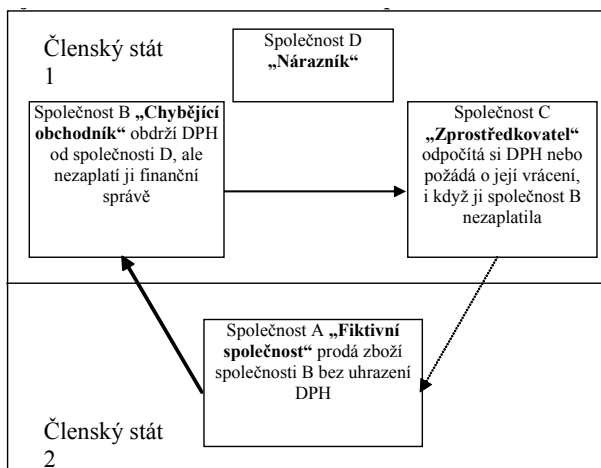 Členský stát
1
Společnost D
„Nárazník“
Společnost B „Chybějící
obchodník“ obdrží DPH
od společnosti D, ale
nezaplatí ji finanční
správě
Společnost C
„Zprostředkovatel“
odpočítá si DPH nebo
požádá o její vrácení,
i když ji společnost B
nezaplatila
Společnost A „Fiktivní
společnost“ prodá zboží
společnosti B bez uhrazení
DPH
Členský stát
2